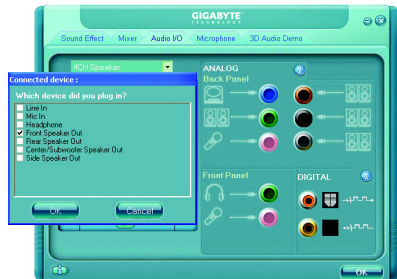 GIGABYTE
TECHNOLOGY
Sound Effect Mixer Audio I/O Microphone 3D Audio Demo
4CH Speaker
ANALOG
Back Panel
Connected device :
Which device did you plug in?
Line In
Mic In
Headphone
Front Speaker Out
Rear Speaker Out
Center/Subwoofer Speaker Out
Side Speaker Out
OK Cancel
Front Panel
DIGITAL
OK